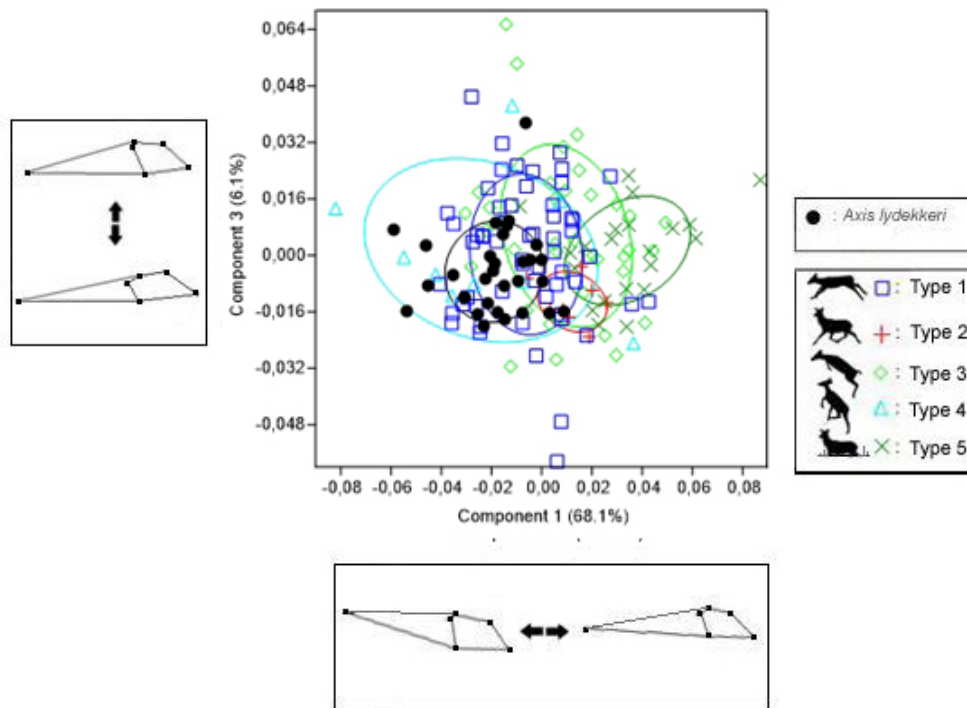 0,064
0,048
0,032
0,016
0,000
-0,016
-0,032
-0,048
Component 3 (6.1%)
-0,08 -0,06 -0,04 -0,02 0,00 0,02 0,04 0,06 0,08
Component 1 (68.1%)
: Axis lydekkeri
: Type 1
: Type 2
: Type 3
: Type 4
: Type 5